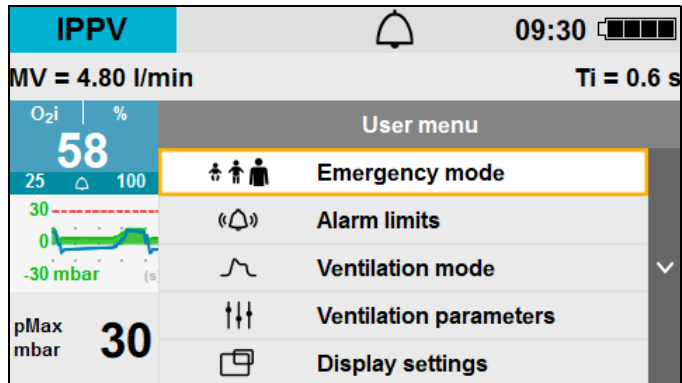 IPPV 09:30
MV = 4.80 l/min Ti = 0.6 s
O₂i %
58
25 100
User menu
Emergency mode
Alarm limits
Ventilation mode
Ventilation parameters
Display settings
30
0
-30 mbar (s
pMax
mbar 30